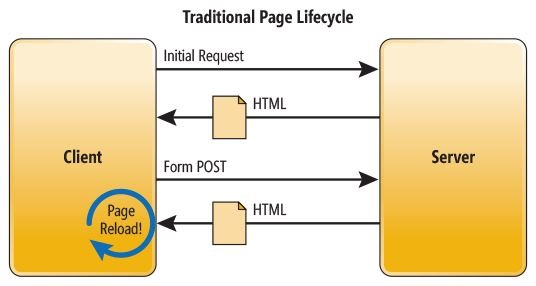 Traditional Page Lifecycle
Initial Request
HTML
Client
Server
Form POST
Page
Reload!
HTML